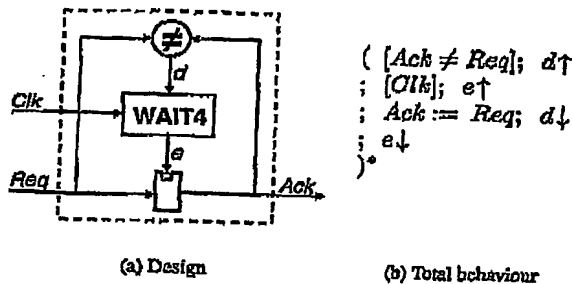 ≠
d
Clk
WAIT4
e
Req
Ack
(a) Design
( [Ack ≠ Req]; d↑
; [Clk]; e↑
; Ack := Req; d↓
; e↓
)*
(b) Total behaviour